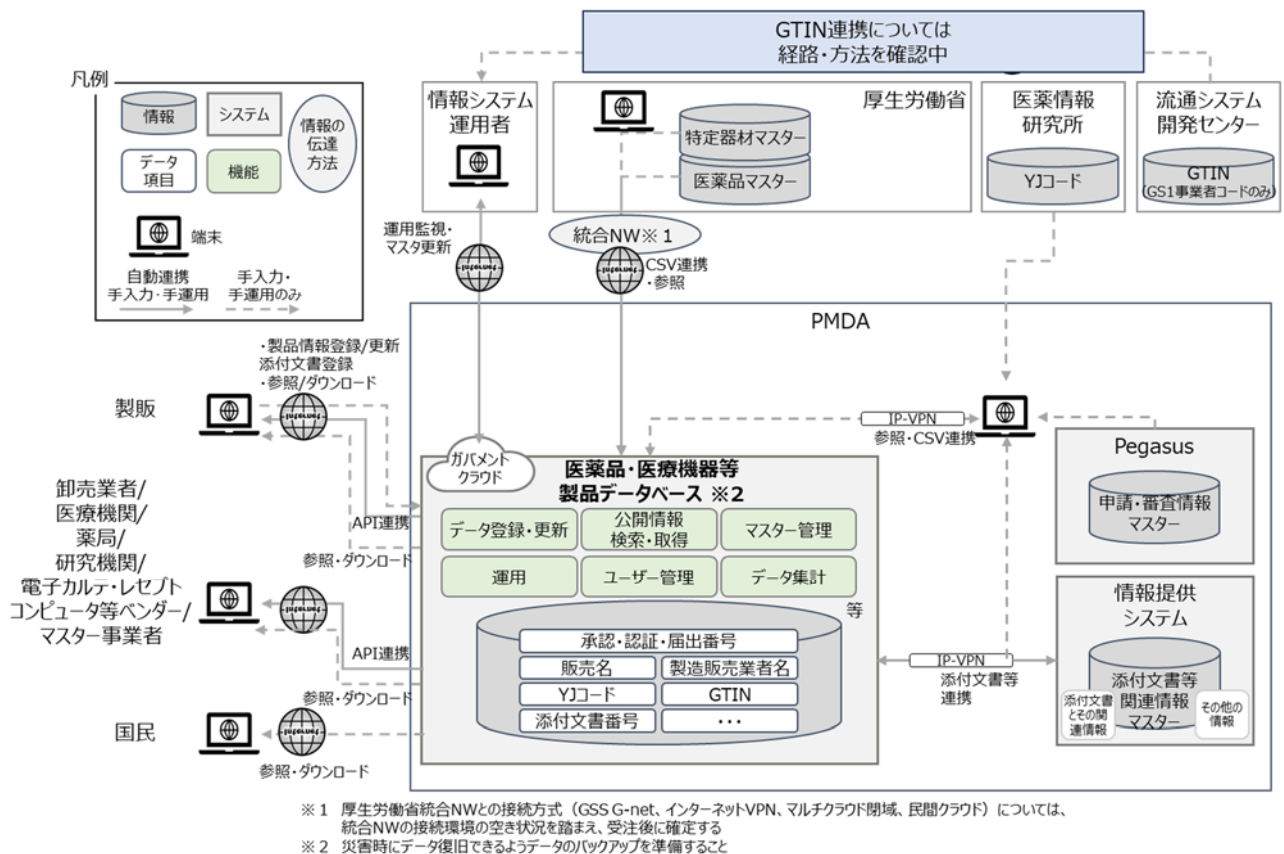 GTIN連携については
経路・方法を確認中
凡例
情報
システム
情報の
伝達
方法
データ
項目
機能
端末
自動連携
手入力・手運用
手入力・
手運用のみ
情報システム
運用者
厚生労働省
特定器材マスター
医薬品マスター
医薬情報
研究所
YJコード
流通システム
開発センター
GTIN
(GS1事業者コードのみ)
運用監視・
マスタ更新
Internet
統合NW※1
Internet
CSV連携
・参照
PMDA
・製品情報登録/更新
添付文書登録
・参照/ダウンロード
製販
Internet
API連携
参照・ダウンロード
卸売業者/
医療機関/
薬局/
研究機関/
電子カルテ・レセプト
コンピュータ等ベンダー/
マスター事業者
Internet
API連携
参照・ダウンロード
国民
Internet
参照・ダウンロード
ガバメント
クラウド
医薬品・医療機器等
製品データベース ※2
データ登録・更新
公開情報
検索・取得
マスター管理
運用
ユーザー管理
データ集計
等
承認・認証・届出番号
販売名
製造販売業者名
YJコード
GTIN
添付文書番号
・・・
IP-VPN
参照・CSV連携
Pegasus
申請・審査情報
マスター
IP-VPN
添付文書等
連携
情報提供
システム
添付文書等
関連情報
マスター
添付文書
とその関
連情報
その他の
情報
※1 厚生労働省統合NWとの接続方式(GSS G-net、インターネットVPN、マルチクラウド閉域、民間クラウド)については、
統合NWの接続環境の空き状況を踏まえ、受注後に確定する
※2 災害時にデータ復旧できるようデータのバックアップを準備すること